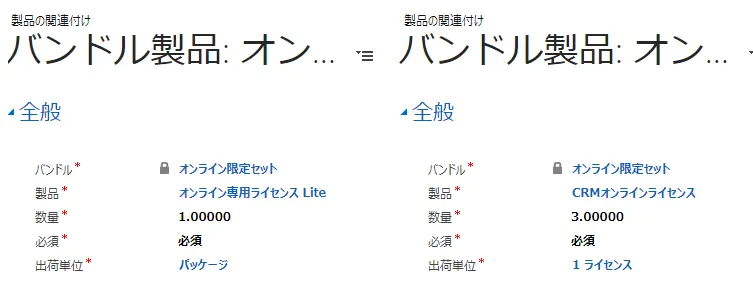 製品の関連付け
バンドル製品: オン...
全般
バンドル* オンライン限定セット
製品* オンライン専用ライセンス Lite
数量* 1.00000
必須* 必須
出荷単位* パッケージ
製品の関連付け
バンドル製品: オン...
全般
バンドル* オンライン限定セット
製品* CRMオンラインライセンス
数量* 3.00000
必須* 必須
出荷単位* 1 ライセンス